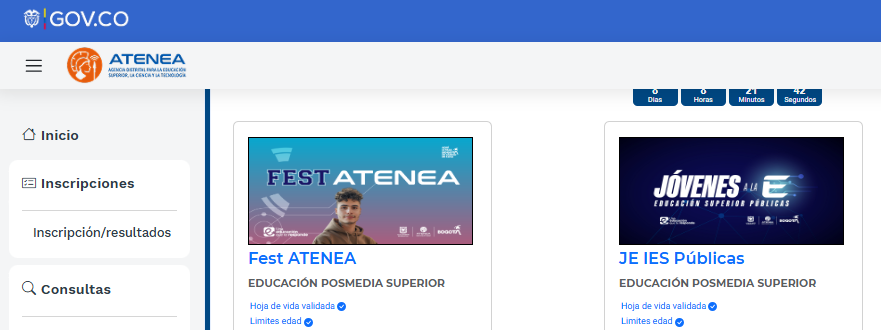 GOV.CO
ATENEA
AGENCIA DISTRITAL PARA LA EDUCACIÓN
SUPERIOR, LA CIENCIA Y LA TECNOLOGÍA
Inicio
Inscripciones
Inscripción/resultados
Consultas
8 8 21 42
Días Horas Minutos Segundos
FEST ATENEA
BOGOTÁ
Fest ATENEA
EDUCACIÓN POSMEDIA SUPERIOR
Hoja de vida validada
Limites edad
JÓVENES A LA E
EDUCACIÓN SUPERIOR PÚBLICAS
BOGOTÁ
JE IES Públicas
EDUCACIÓN POSMEDIA SUPERIOR
Hoja de vida validada
Limites edad